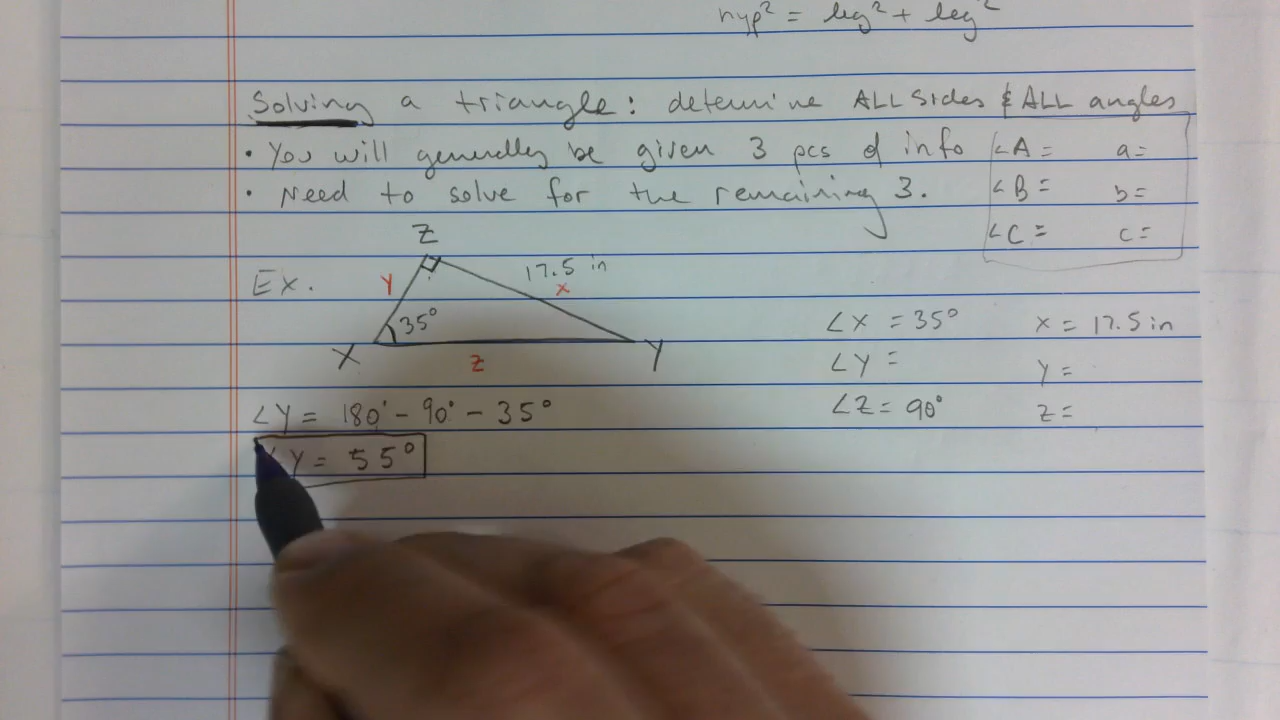 hyp² = leg² + leg²
Solving a triangle: determine ALL sides & ALL angles
• You will generally be given 3 pcs of info
∠A = a=
• Need to solve for the remaining 3.
∠B = b=
∠C = c=
Z
Ex.
y
17.5 in
x
35°
X
z
Y
∠X = 35° x = 17.5 in
∠Y = y=
∠Z = 90° z=
∠Y = 180° - 90° - 35°
∠Y = 55°